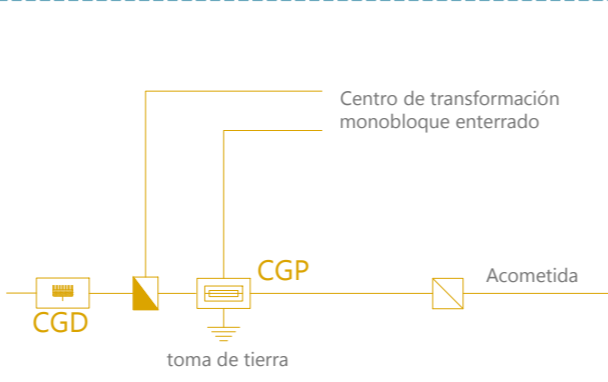 Centro de transformación
monobloque enterrado
CGP
Acometida
CGD
toma de tierra